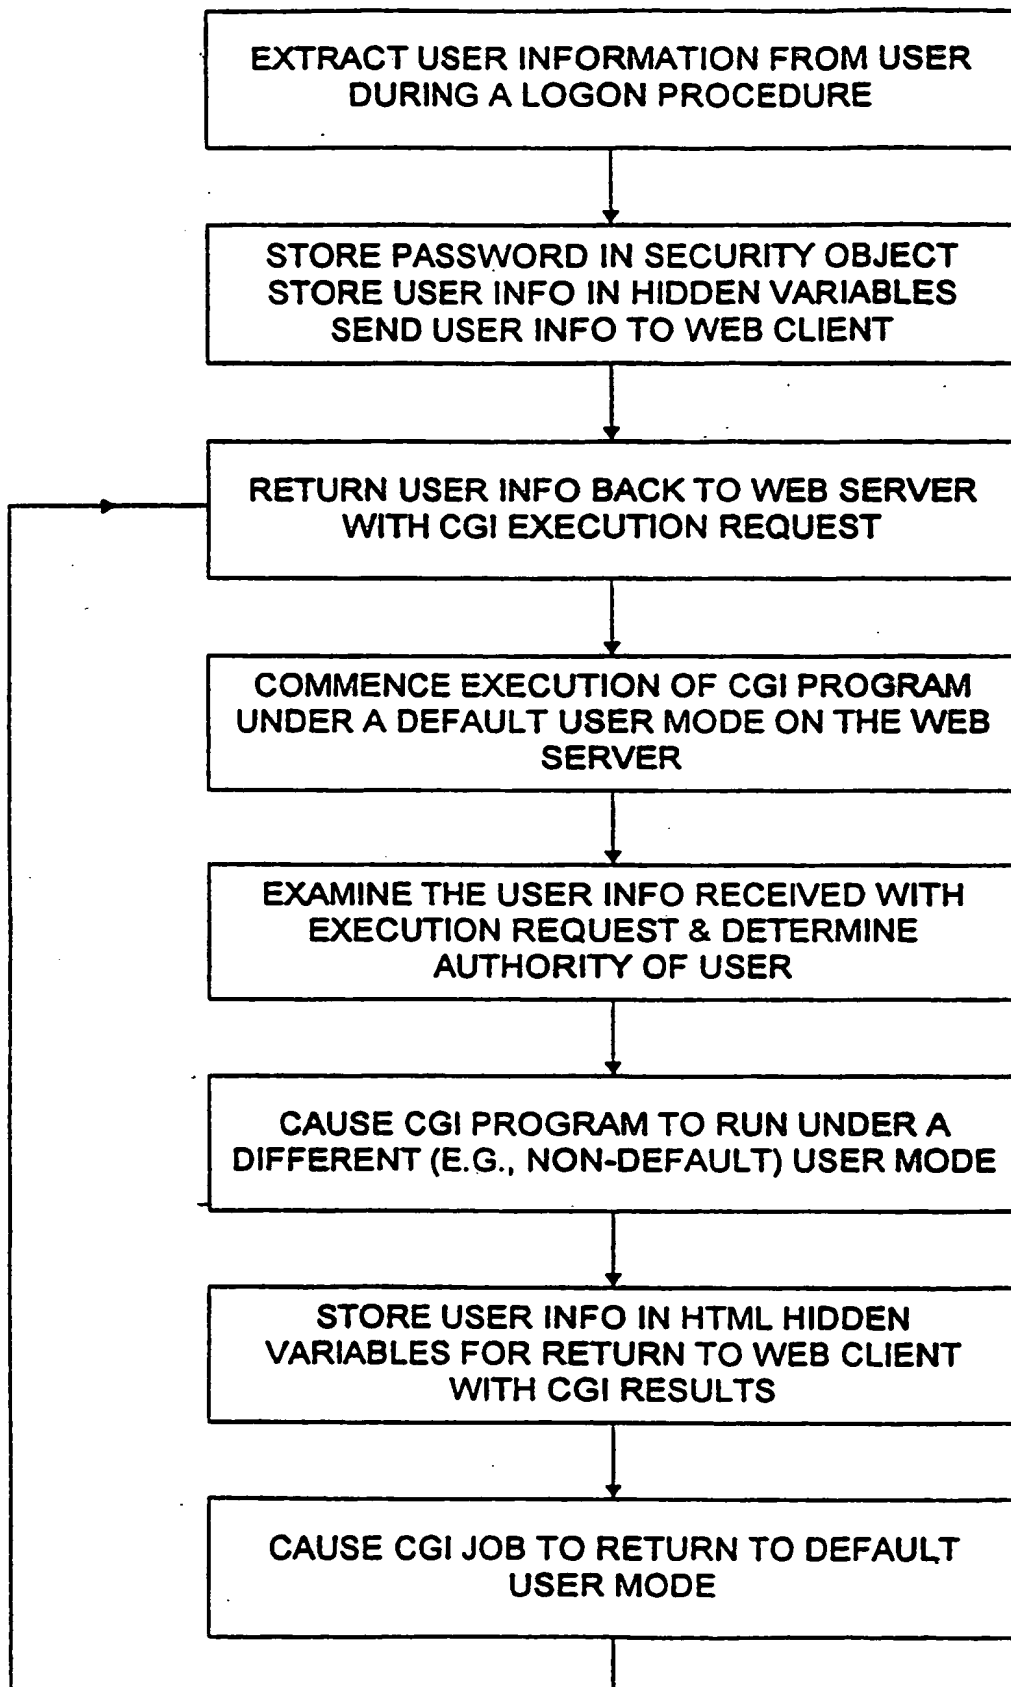 EXTRACT USER INFORMATION FROM USER
DURING A LOGON PROCEDURE
STORE PASSWORD IN SECURITY OBJECT
STORE USER INFO IN HIDDEN VARIABLES
SEND USER INFO TO WEB CLIENT
RETURN USER INFO BACK TO WEB SERVER
WITH CGI EXECUTION REQUEST
COMMENCE EXECUTION OF CGI PROGRAM
UNDER A DEFAULT USER MODE ON THE WEB
SERVER
EXAMINE THE USER INFO RECEIVED WITH
EXECUTION REQUEST & DETERMINE
AUTHORITY OF USER
CAUSE CGI PROGRAM TO RUN UNDER A
DIFFERENT (E.G., NON-DEFAULT) USER MODE
STORE USER INFO IN HTML HIDDEN
VARIABLES FOR RETURN TO WEB CLIENT
WITH CGI RESULTS
CAUSE CGI JOB TO RETURN TO DEFAULT
USER MODE